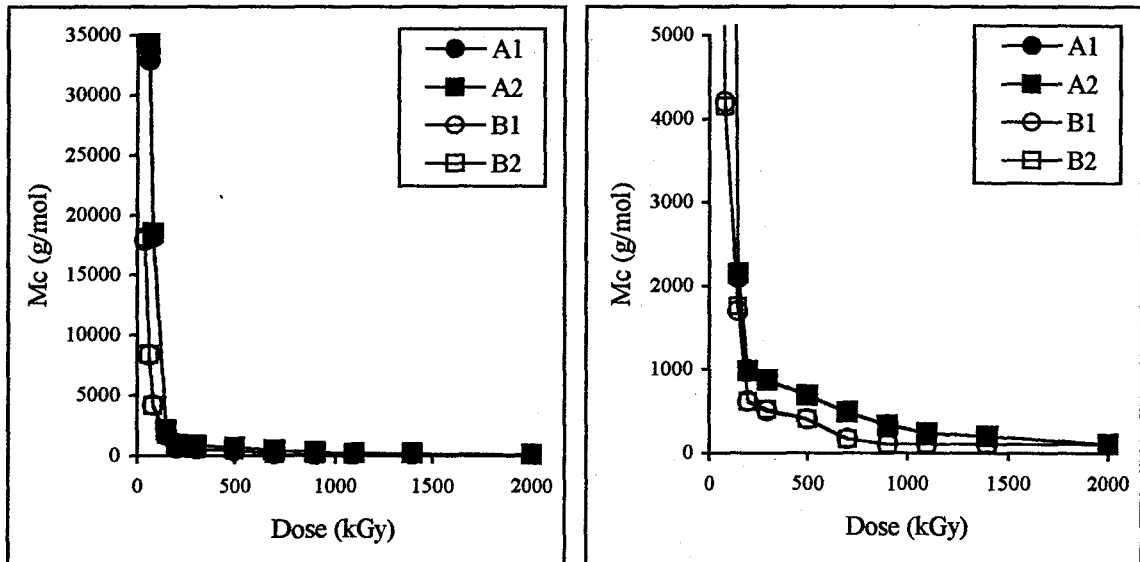 35000
30000
25000
20000
15000
10000
5000
0
Mc (g/mol)
0 500 1000 1500 2000
Dose (kGy)
A1
A2
B1
B2
5000
4000
3000
2000
1000
0
Mc (g/mol)
0 500 1000 1500 2000
Dose (kGy)
A1
A2
B1
B2